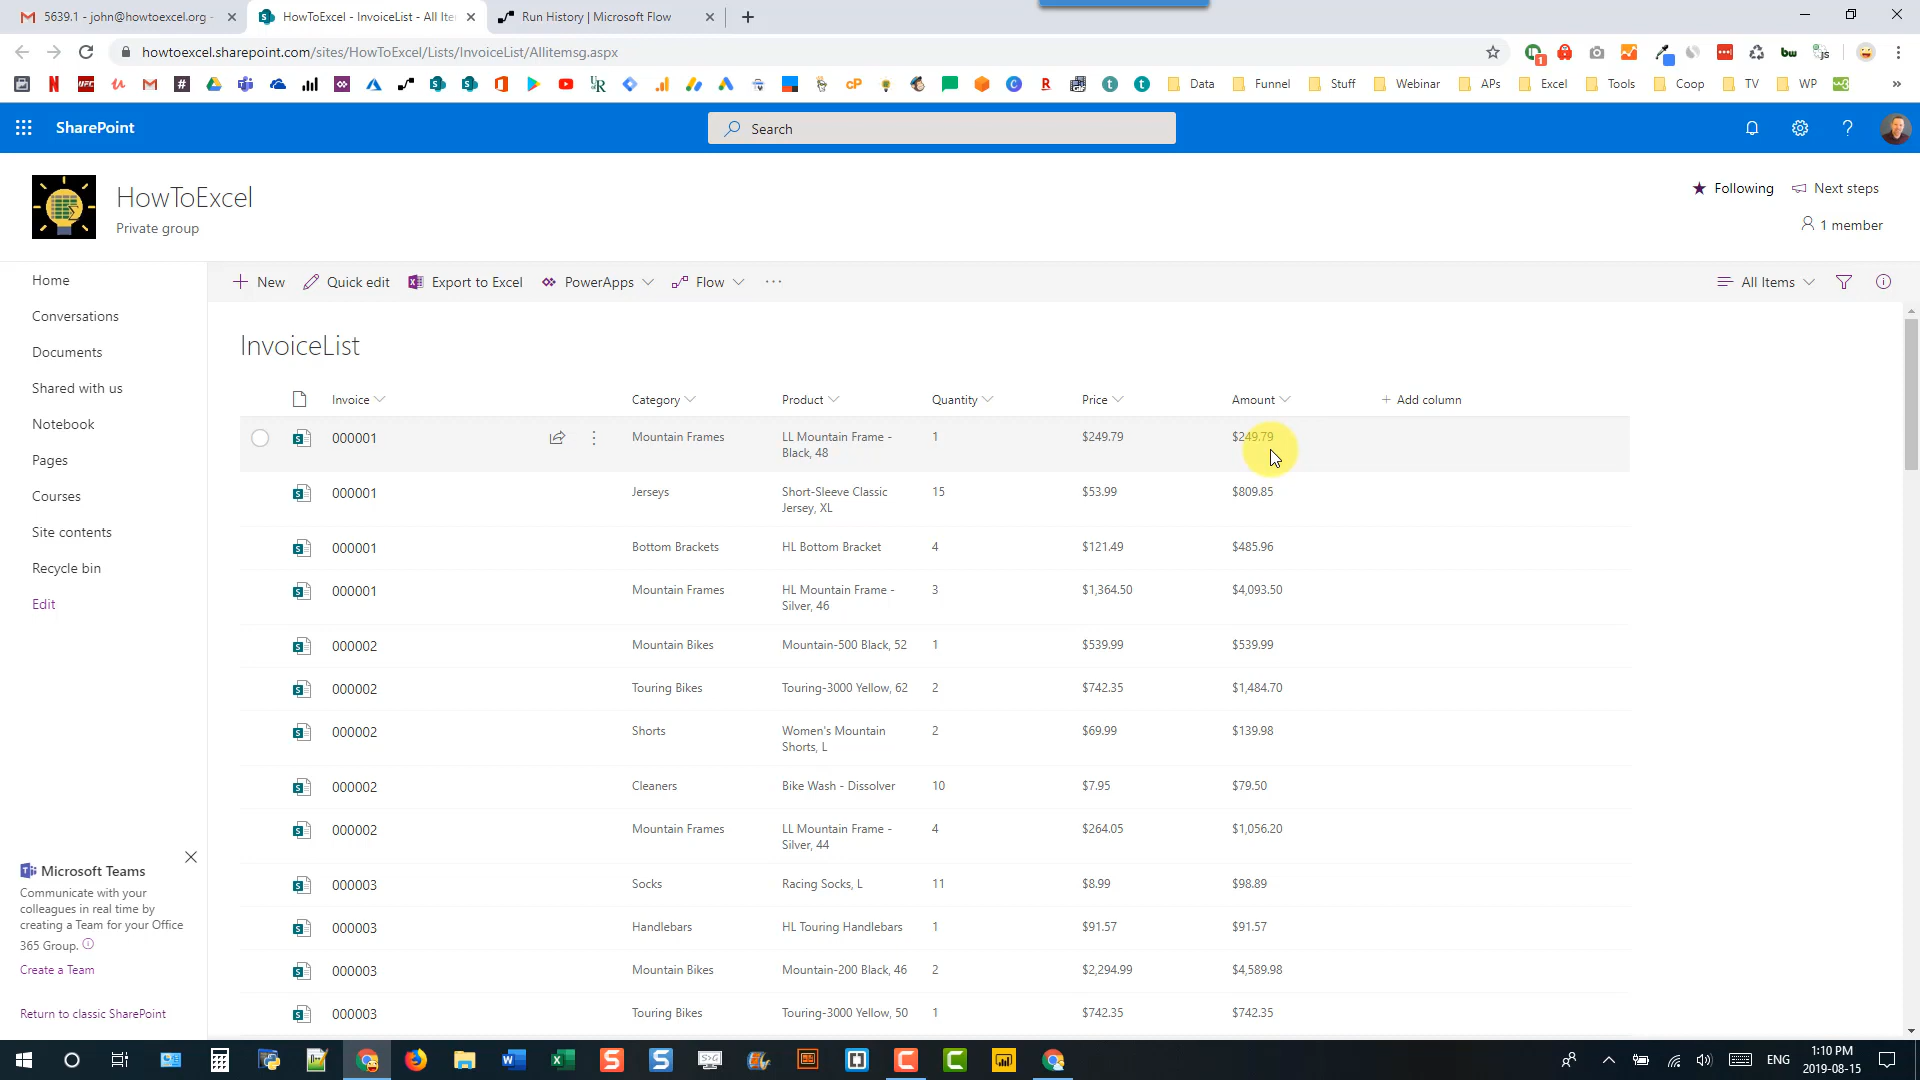 5639.1 - john@howtoexcel.org -
HowToExcel - InvoiceList - All Ite
Run History | Microsoft Flow
howtoexcel.sharepoint.com/sites/HowToExcel/Lists/InvoiceList/Allitemsg.aspx
Data
Funnel
Stuff
Webinar
APs
Excel
Tools
Coop
TV
WP
SharePoint
Search
HowToExcel
Private group
Following
Next steps
1 member
Home
Conversations
Documents
Shared with us
Notebook
Pages
Courses
Site contents
Recycle bin
Edit
New
Quick edit
Export to Excel
PowerApps
Flow
All Items
InvoiceList
Invoice Category Product Quantity Price Amount + Add column
000001 Mountain Frames LL Mountain Frame - 1 $249.79 $249.79
Black, 48
000001 Jerseys Short-Sleeve Classic 15 $53.99 $809.85
Jersey, XL
000001 Bottom Brackets HL Bottom Bracket 4 $121.49 $485.96
000001 Mountain Frames HL Mountain Frame - 3 $1,364.50 $4,093.50
Silver, 46
000002 Mountain Bikes Mountain-500 Black, 52 1 $539.99 $539.99
000002 Touring Bikes Touring-3000 Yellow, 62 2 $742.35 $1,484.70
000002 Shorts Women's Mountain 2 $69.99 $139.98
Shorts, L
000002 Cleaners Bike Wash - Dissolver 10 $7.95 $79.50
000002 Mountain Frames LL Mountain Frame - 4 $264.05 $1,056.20
Silver, 44
000003 Socks Racing Socks, L 11 $8.99 $98.89
000003 Handlebars HL Touring Handlebars 1 $91.57 $91.57
000003 Mountain Bikes Mountain-200 Black, 46 2 $2,294.99 $4,589.98
000003 Touring Bikes Touring-3000 Yellow, 50 1 $742.35 $742.35
Microsoft Teams
Communicate with your
colleagues in real time by
creating a Team for your Office
365 Group.
Create a Team
Return to classic SharePoint
ENG
1:10 PM
2019-08-15